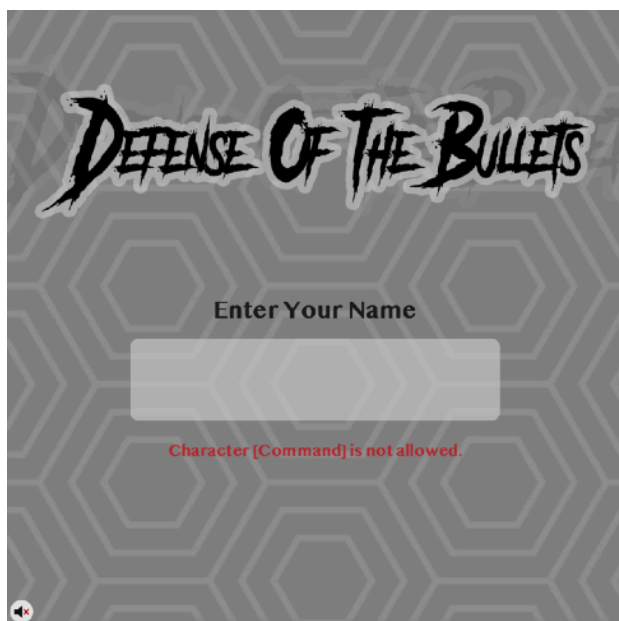 Defense Of The Bullets
Enter Your Name
Character [Command] is not allowed.